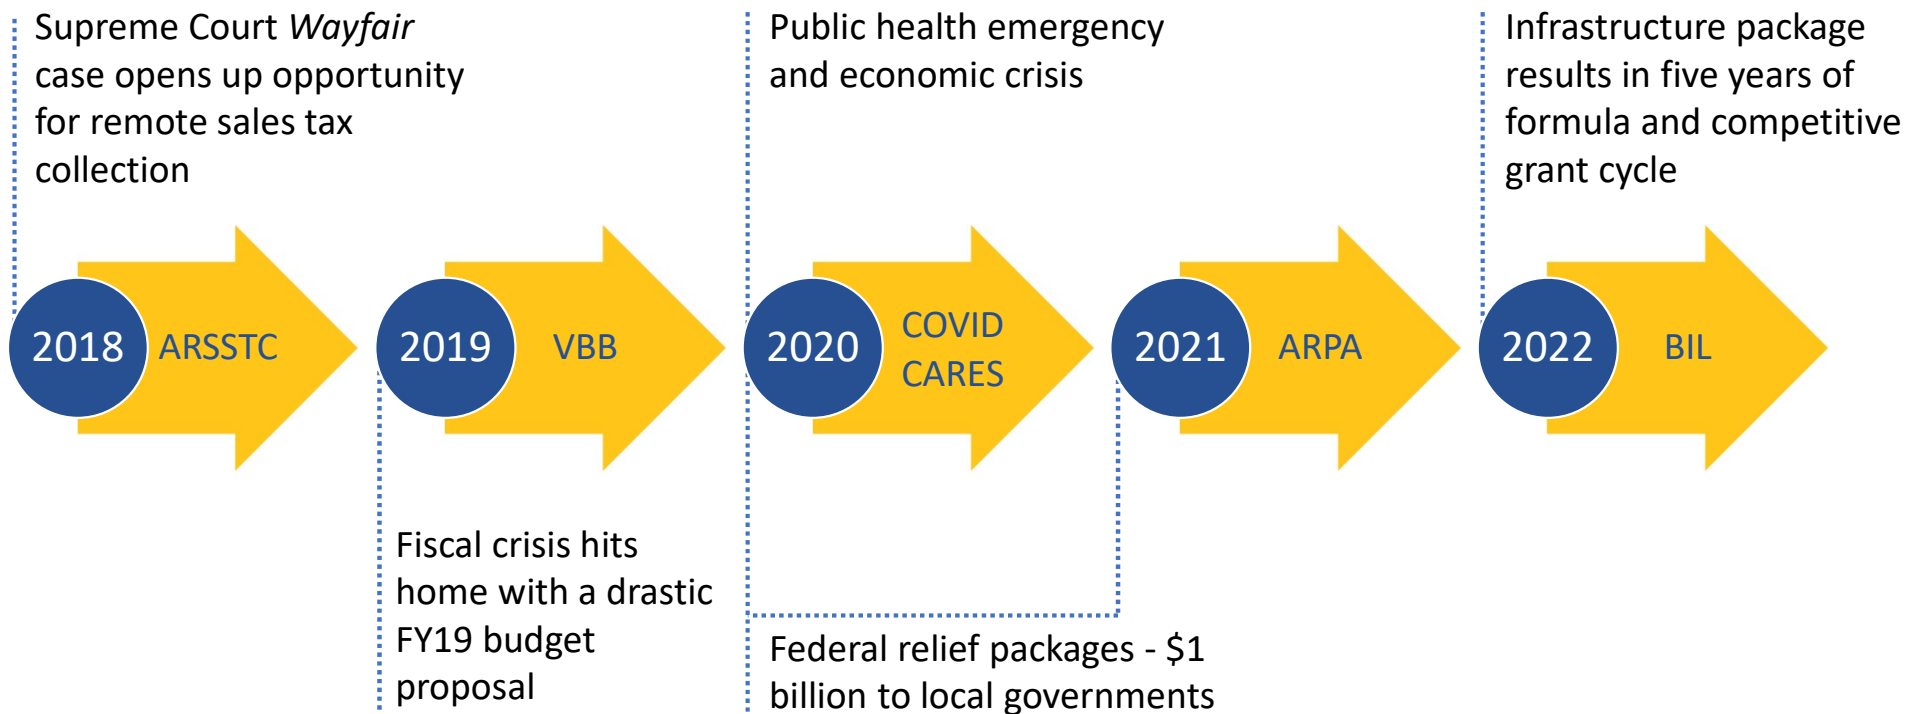 Supreme Court Wayfair
case opens up opportunity
for remote sales tax
collection
Public health emergency
and economic crisis
Infrastructure package
results in five years of
formula and competitive
grant cycle
2018
ARSSTC
2019
VBB
2020
COVID
CARES
2021
ARPA
2022
BIL
Fiscal crisis hits
home with a drastic
FY19 budget
proposal
Federal relief packages - $1
billion to local governments